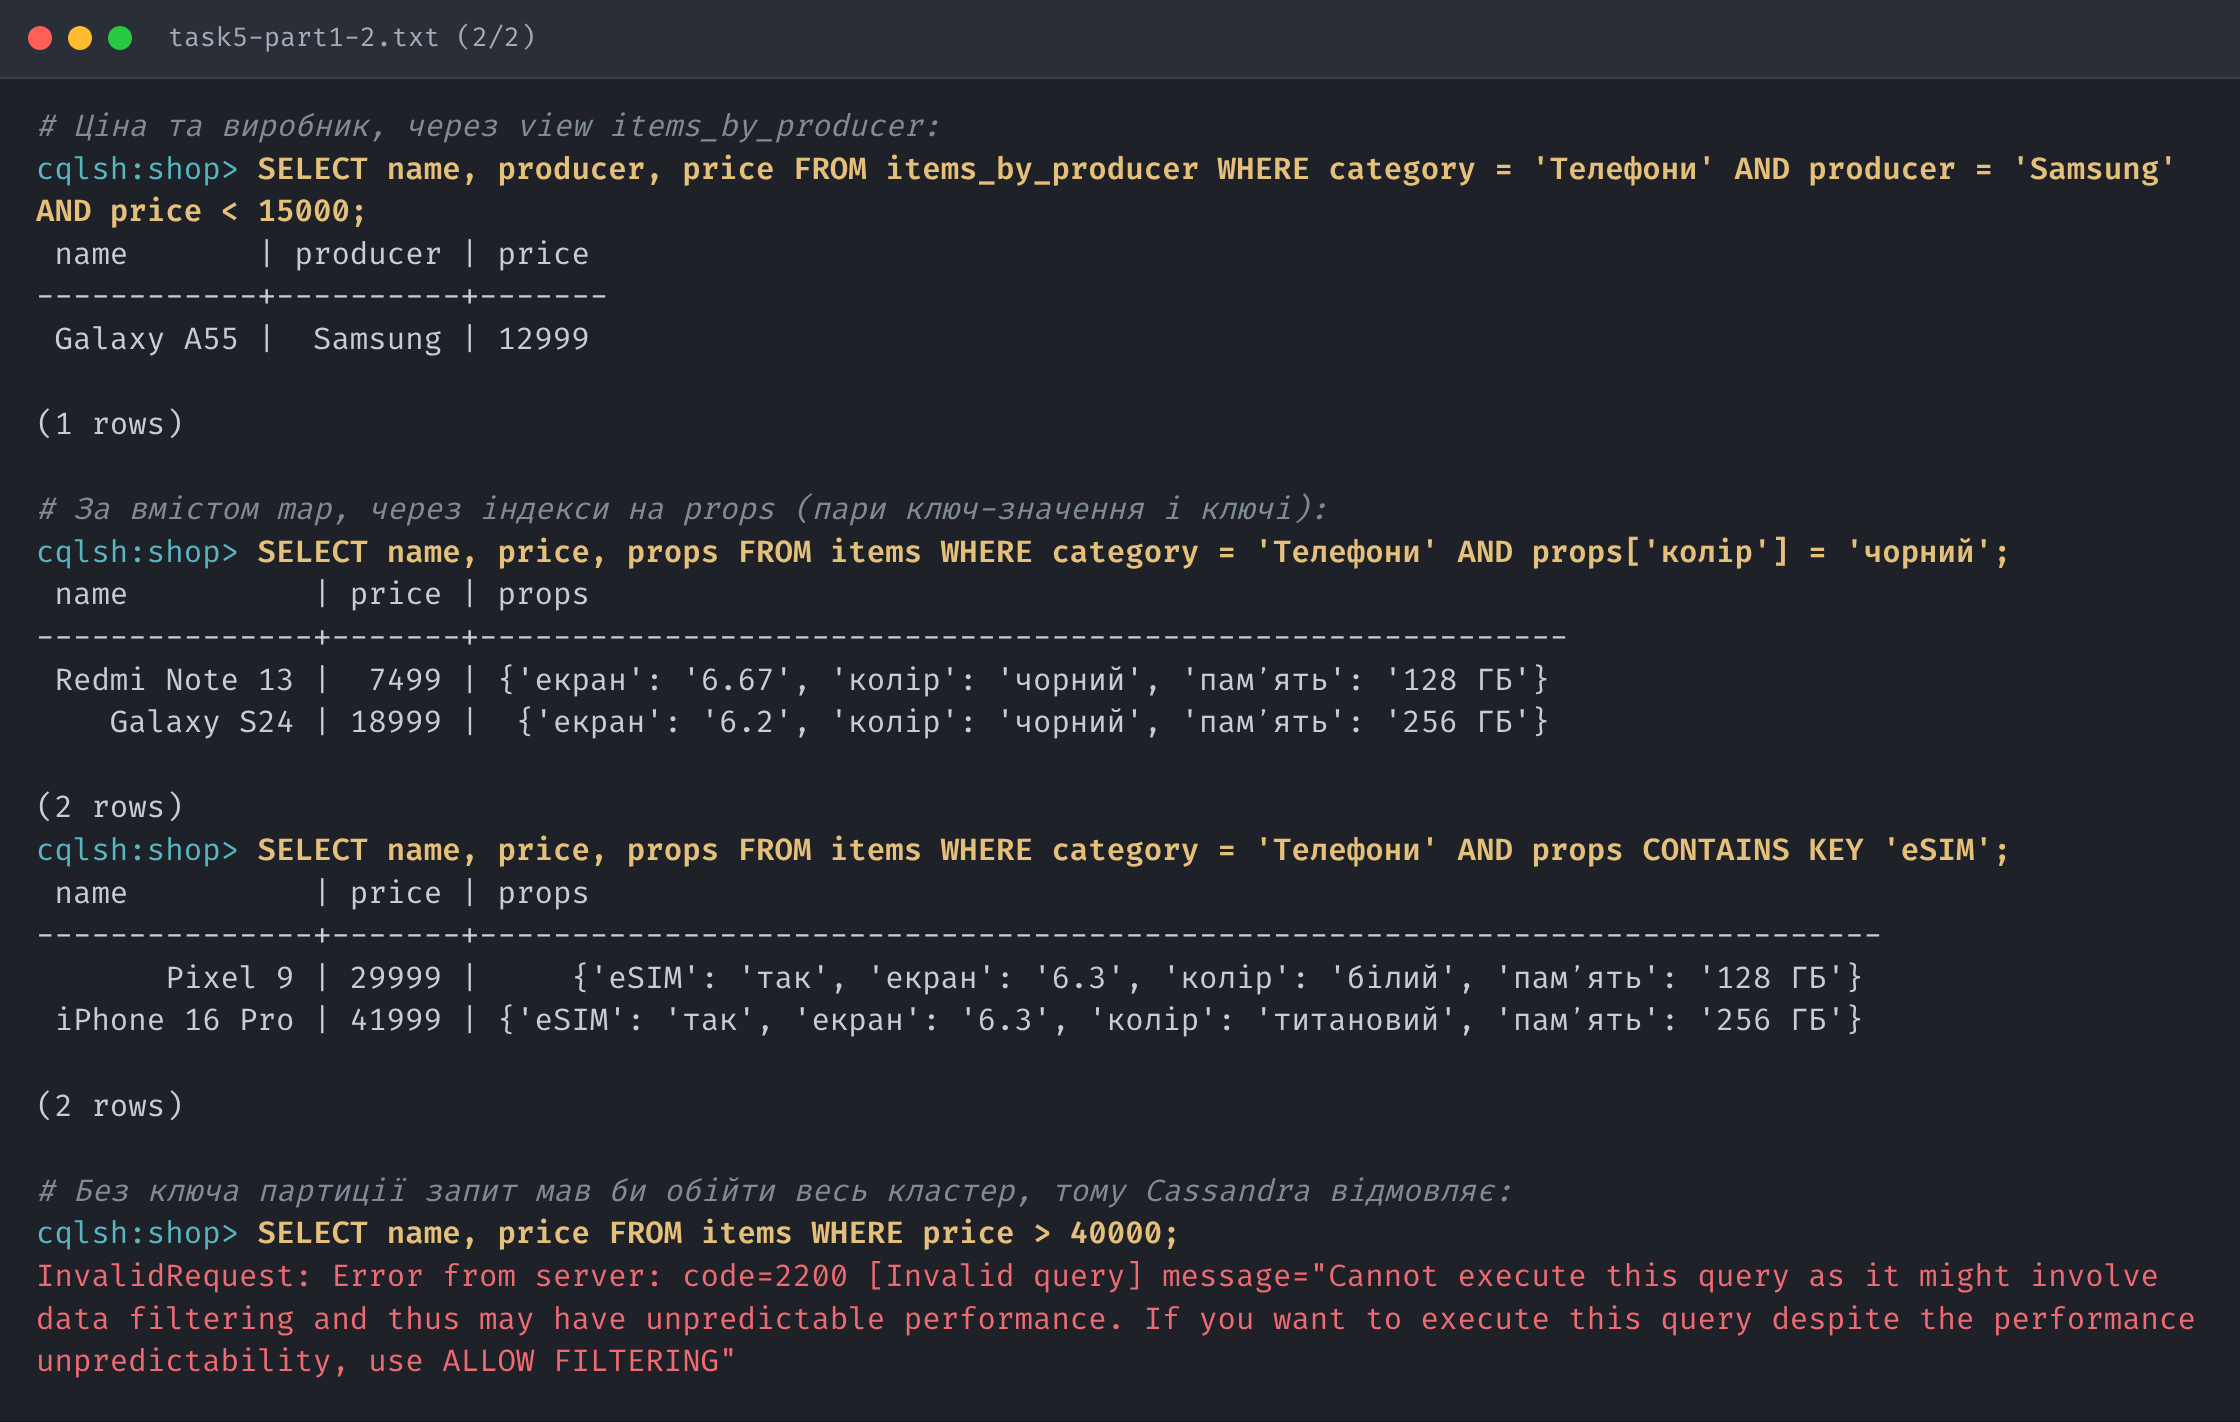 task5-part1-2.txt (2/2)
# Ціна та виробник, через view items_by_producer:
cqlsh:shop> SELECT name, producer, price FROM items_by_producer WHERE category = 'Телефони' AND producer = 'Samsung'
AND price < 15000;
 name       | producer | price
------------+----------+-------
 Galaxy A55 |  Samsung | 12999
(1 rows)
# За вмістом map, через індекси на props (пари ключ-значення і ключі):
cqlsh:shop> SELECT name, price, props FROM items WHERE category = 'Телефони' AND props['колір'] = 'чорний';
 name          | price | props
---------------+-------+-----------------------------------------------------------
 Redmi Note 13 |  7499 | {'екран': '6.67', 'колір': 'чорний', 'памʼять': '128 ГБ'}
    Galaxy S24 | 18999 |  {'екран': '6.2', 'колір': 'чорний', 'памʼять': '256 ГБ'}
(2 rows)
cqlsh:shop> SELECT name, price, props FROM items WHERE category = 'Телефони' AND props CONTAINS KEY 'eSIM';
 name          | price | props
---------------+-------+----------------------------------------------------------------------------
       Pixel 9 | 29999 |     {'eSIM': 'так', 'екран': '6.3', 'колір': 'білий', 'памʼять': '128 ГБ'}
 iPhone 16 Pro | 41999 | {'eSIM': 'так', 'екран': '6.3', 'колір': 'титановий', 'памʼять': '256 ГБ'}
(2 rows)
# Без ключа партиції запит мав би обійти весь кластер, тому Cassandra відмовляє:
cqlsh:shop> SELECT name, price FROM items WHERE price > 40000;
InvalidRequest: Error from server: code=2200 [Invalid query] message="Cannot execute this query as it might involve
data filtering and thus may have unpredictable performance. If you want to execute this query despite the performance
unpredictability, use ALLOW FILTERING"